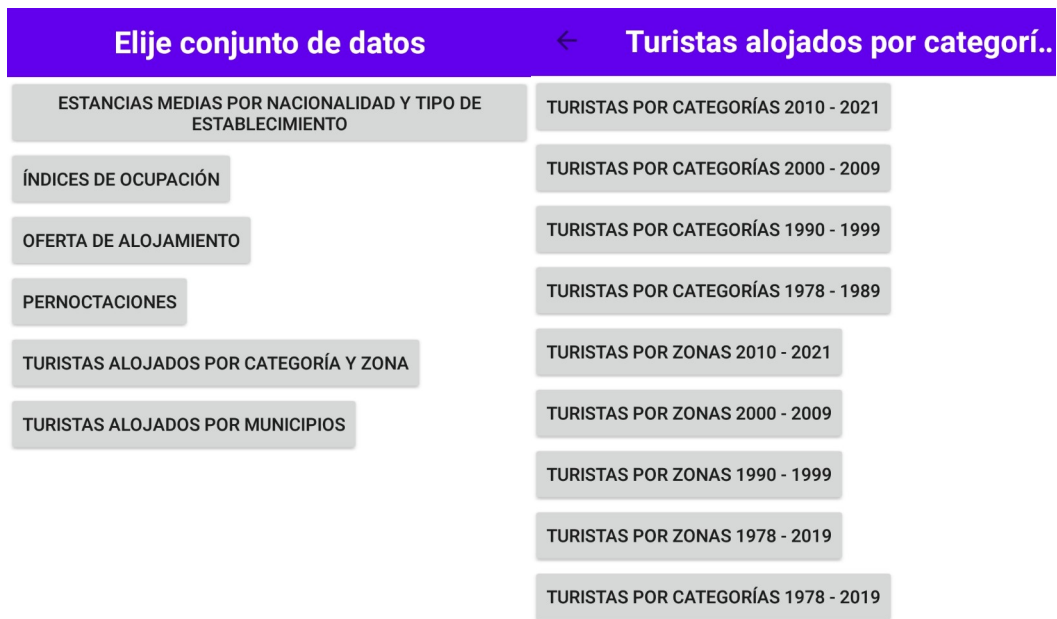 Elije conjunto de datos
ESTANCIAS MEDIAS POR NACIONALIDAD Y TIPO DE
ESTABLECIMIENTO
ÍNDICES DE OCUPACIÓN
OFERTA DE ALOJAMIENTO
PERNOCTACIONES
TURISTAS ALOJADOS POR CATEGORÍA Y ZONA
TURISTAS ALOJADOS POR MUNICIPIOS
Turistas alojados por categorí..
TURISTAS POR CATEGORÍAS 2010 - 2021
TURISTAS POR CATEGORÍAS 2000 - 2009
TURISTAS POR CATEGORÍAS 1990 - 1999
TURISTAS POR CATEGORÍAS 1978 - 1989
TURISTAS POR ZONAS 2010 - 2021
TURISTAS POR ZONAS 2000 - 2009
TURISTAS POR ZONAS 1990 - 1999
TURISTAS POR ZONAS 1978 - 2019
TURISTAS POR CATEGORÍAS 1978 - 2019